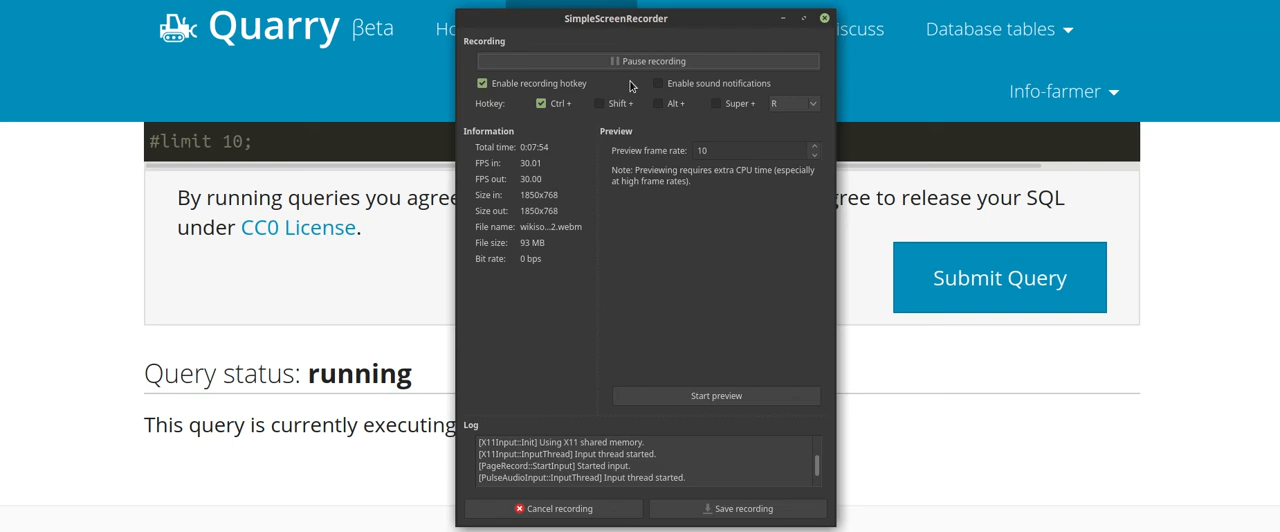 Quarry βeta
Ho
iscuss
Database tables
Info-farmer
#limit 10;
By running queries you agre
ree to release your SQL
under CC0 License.
Submit Query
Query status: running
This query is currently executing
SimpleScreenRecorder
Recording
Pause recording
Enable recording hotkey
Enable sound notifications
Hotkey: Ctrl + Shift + Alt + Super + R
Information
Total time: 0:07:54
FPS in: 30.01
FPS out: 30.00
Size in: 1850x768
Size out: 1850x768
File name: wikiso...2.webm
File size: 93 MB
Bit rate: 0 bps
Preview
Preview frame rate: 10
Note: Previewing requires extra CPU time (especially
at high frame rates).
Start preview
Log
[X11Input::Init] Using X11 shared memory.
[X11Input::InputThread] Input thread started.
[PageRecord::StartInput] Started input.
[PulseAudioInput::InputThread] Input thread started.
Cancel recording
Save recording